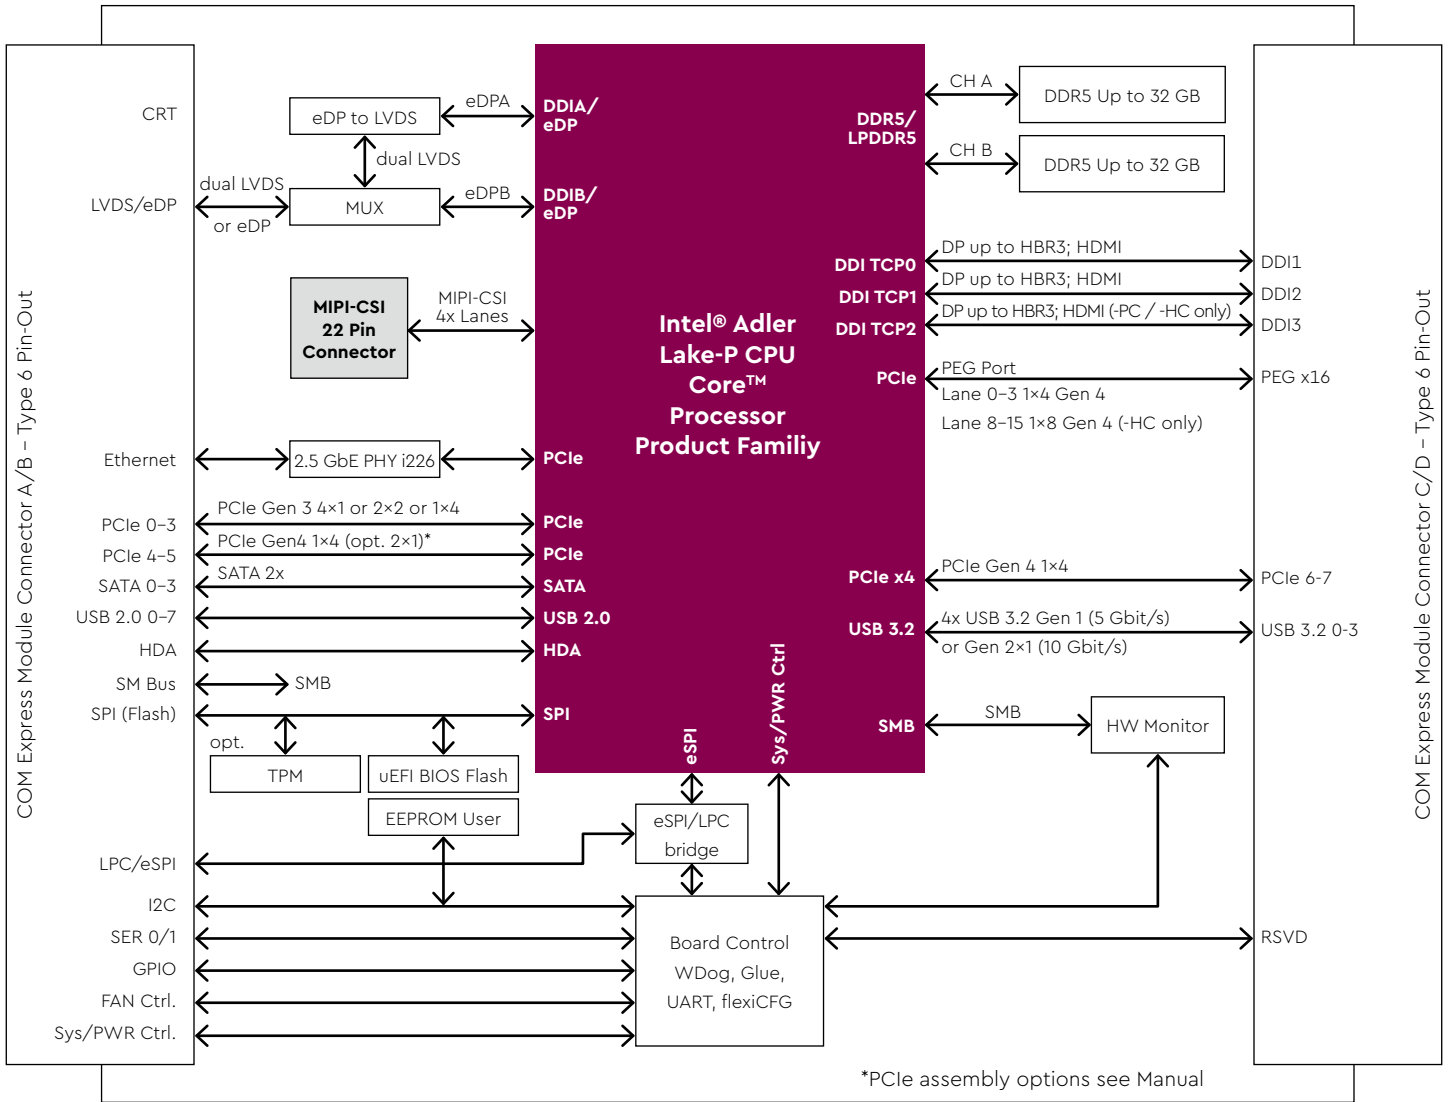 COM Express Module Connector A/B – Type 6 Pin-Out
CRT
LVDS/eDP
Ethernet
PCIe 0–3
PCIe 4–5
SATA 0–3
USB 2.0 0–7
HDA
SM Bus
SPI (Flash)
LPC/eSPI
I2C
SER 0/1
GPIO
FAN Ctrl.
Sys/PWR Ctrl.
eDP to LVDS
eDPA
dual LVDS
dual LVDS
or eDP
MUX
eDPB
MIPI-CSI
22 Pin
Connector
MIPI-CSI
4x Lanes
2.5 GbE PHY i226
PCIe Gen 3 4×1 or 2×2 or 1×4
PCIe Gen4 1×4 (opt. 2×1)*
SATA 2x
SMB
opt.
TPM
uEFI BIOS Flash
EEPROM User
DDIA/
eDP
DDIB/
eDP
PCIe
PCIe
PCIe
SATA
USB 2.0
HDA
SPI
Intel® Adler
Lake-P CPU
Core™
Processor
Product Familiy
eSPI
Sys/PWR Ctrl
DDR5/
LPDDR5
DDI TCP0
DDI TCP1
DDI TCP2
PCIe
PCIe x4
USB 3.2
SMB
eSPI/LPC
bridge
Board Control
WDog, Glue,
UART, flexiCFG
CH A
DDR5 Up to 32 GB
CH B
DDR5 Up to 32 GB
DP up to HBR3; HDMI
DP up to HBR3; HDMI
DP up to HBR3; HDMI (-PC / -HC only)
PEG Port
Lane 0–3 1×4 Gen 4
Lane 8–15 1×8 Gen 4 (-HC only)
PCIe Gen 4 1×4
4x USB 3.2 Gen 1 (5 Gbit/s)
or Gen 2×1 (10 Gbit/s)
SMB
HW Monitor
DDI1
DDI2
DDI3
PEG x16
PCIe 6-7
USB 3.2 0-3
RSVD
COM Express Module Connector C/D – Type 6 Pin-Out
*PCIe assembly options see Manual